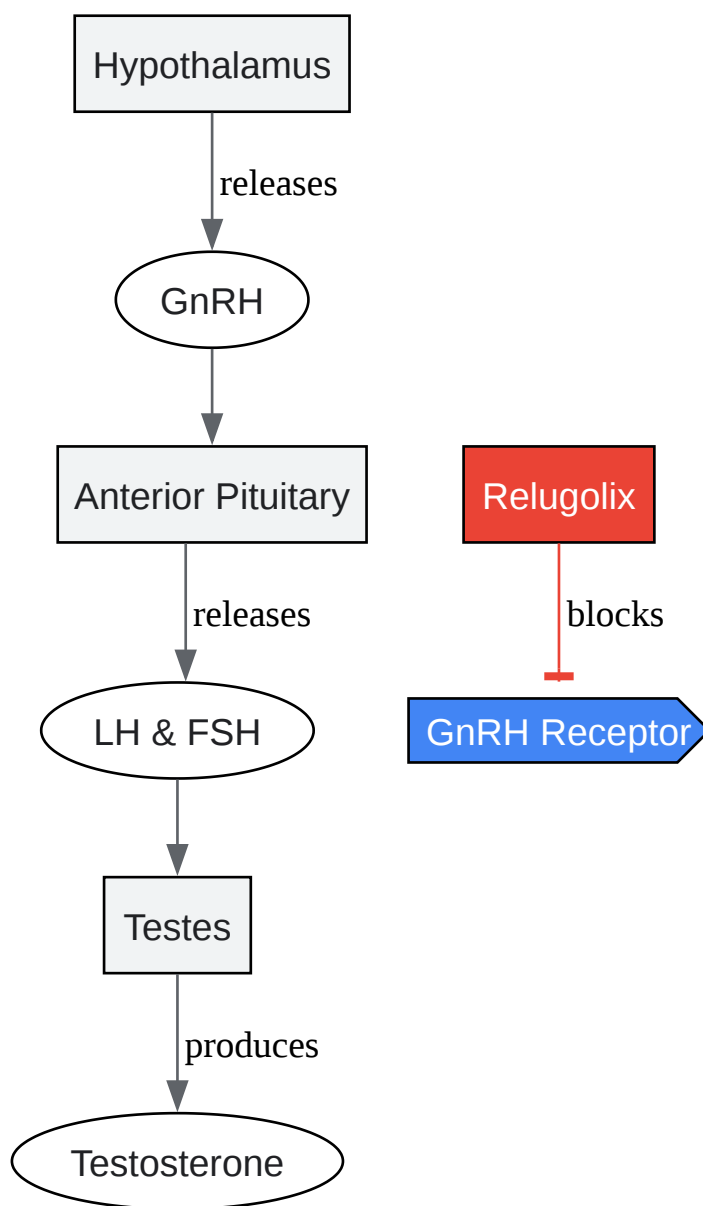 Hypothalamus
releases
GnRH
Anterior Pituitary
Relugolix
releases
blocks
LH & FSH
GnRH Receptor
Testes
produces
Testosterone